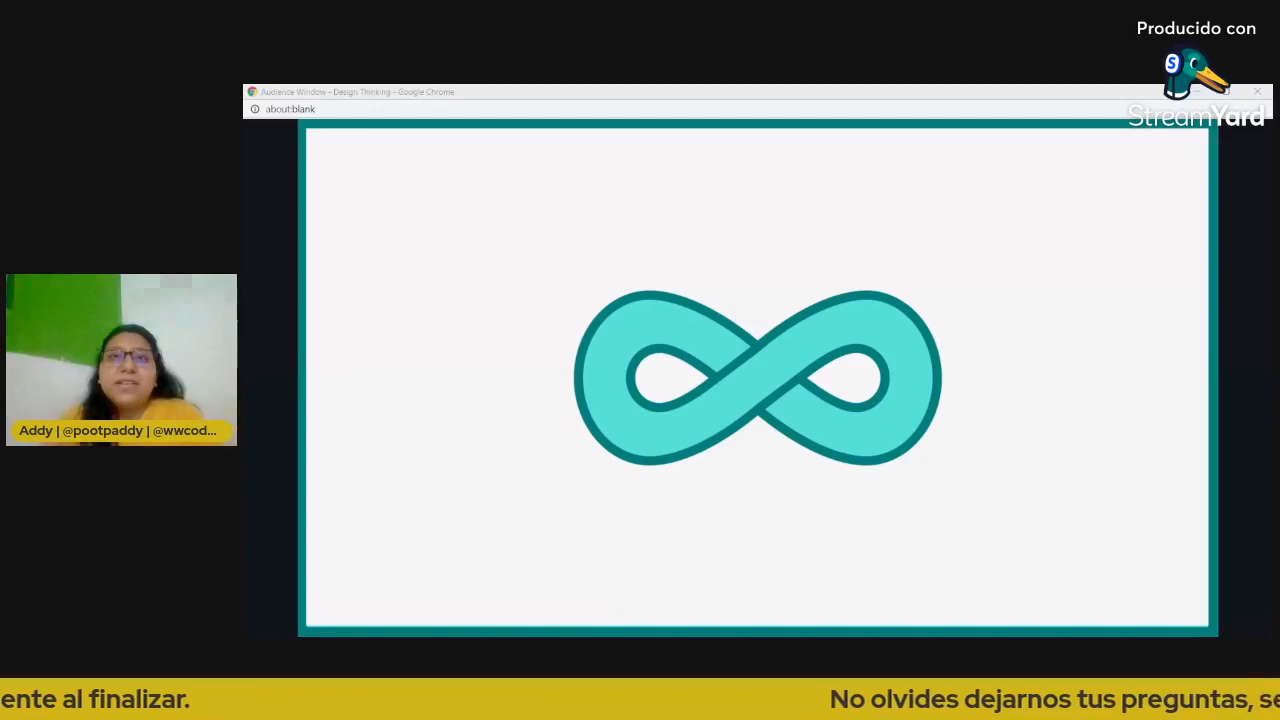 Producido con
StreamYard
Audience Window - Design Thinking - Google Chrome
about:blank
Addy | @pootpaddy | @wwcod...
ente al finalizar.
No olvides dejarnos tus preguntas, se